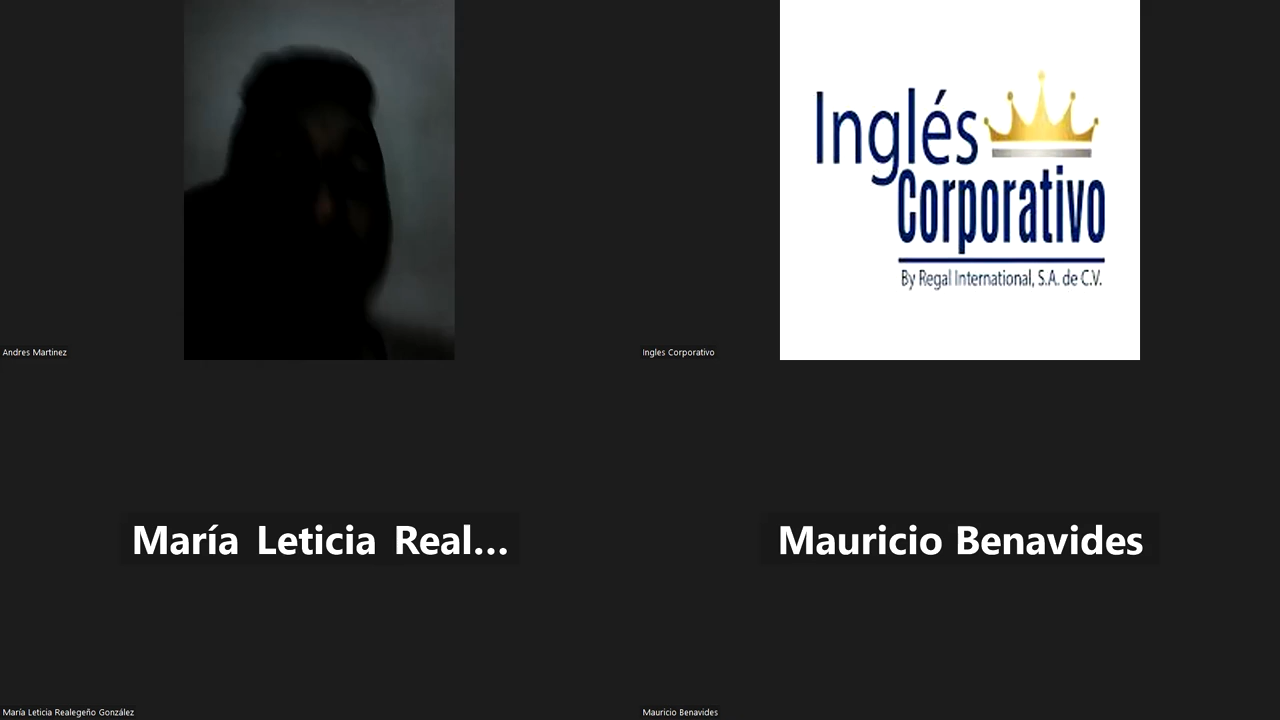 Inglés
Corporativo
By Regal International, S.A. de C.V.
Andres Martinez
Ingles Corporativo
María Leticia Real...
Mauricio Benavides
María Leticia Realegeño González
Mauricio Benavides